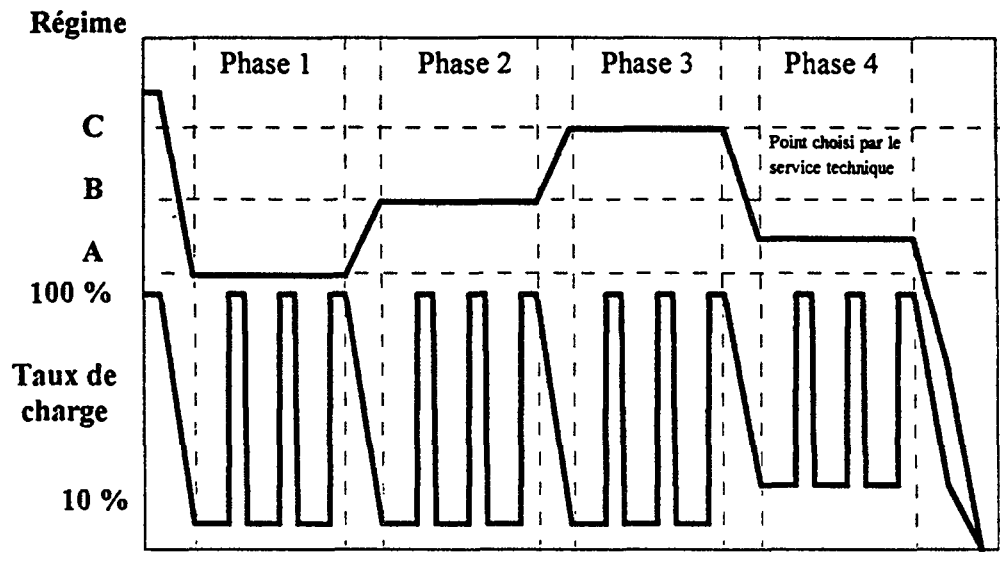 Régime
Phase 1
Phase 2
Phase 3
Phase 4
C
Point choisi par le
service technique
B
A
100 %
Taux de
charge
10 %